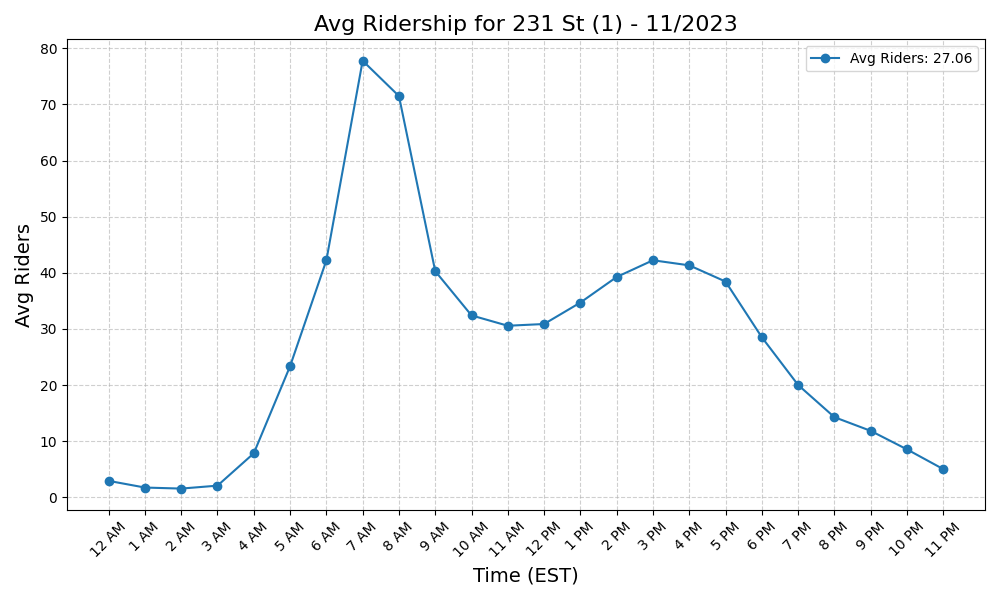 Avg Ridership for 231 St (1) - 11/2023
Avg Riders: 27.06
Avg Riders
80
70
60
50
40
30
20
10
0
12 AM
1 AM
2 AM
3 AM
4 AM
5 AM
6 AM
7 AM
8 AM
9 AM
10 AM
11 AM
12 PM
1 PM
2 PM
3 PM
4 PM
5 PM
6 PM
7 PM
8 PM
9 PM
10 PM
11 PM
Time (EST)